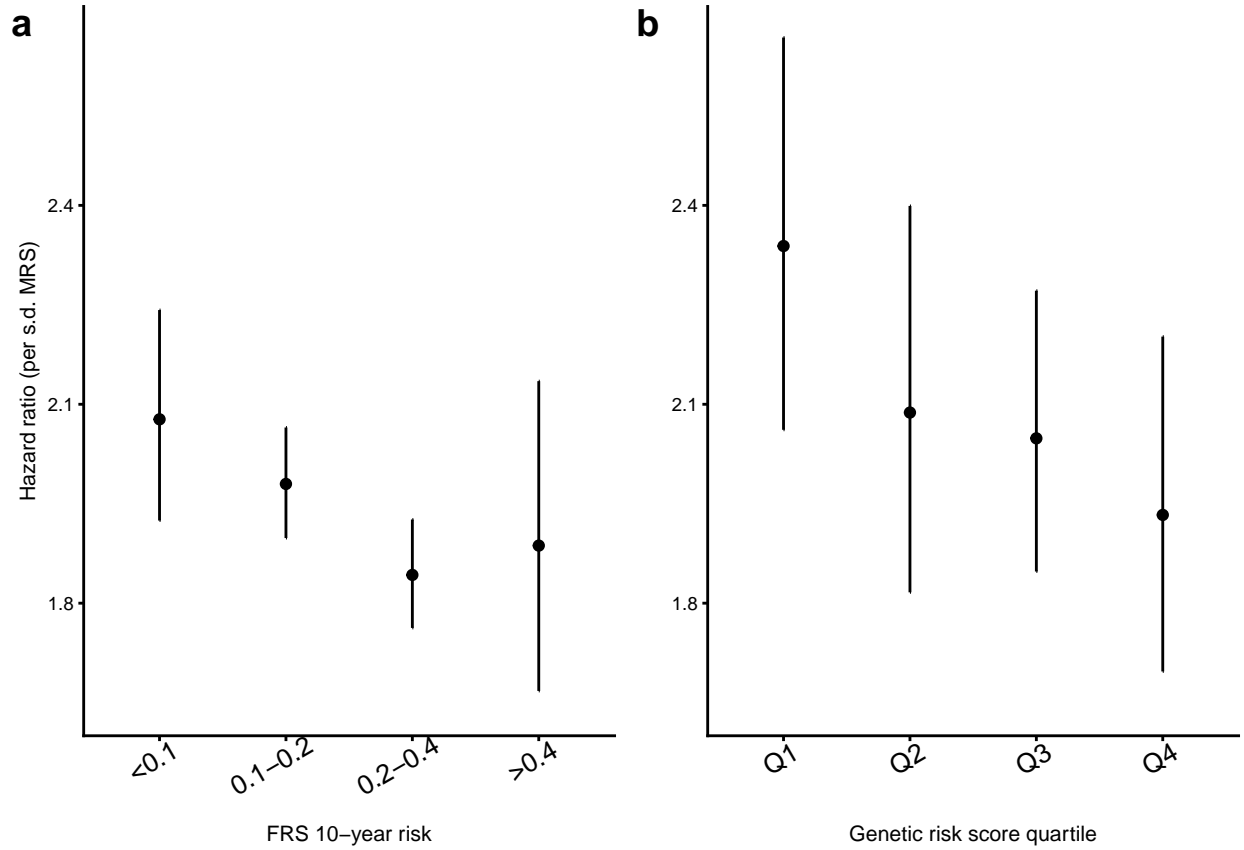 a
Hazard ratio (per s.d. MRS)
2.4
2.1
1.8
<0.1
0.1−0.2
0.2−0.4
>0.4
FRS 10−year risk
b
2.4
2.1
1.8
Q1
Q2
Q3
Q4
Genetic risk score quartile